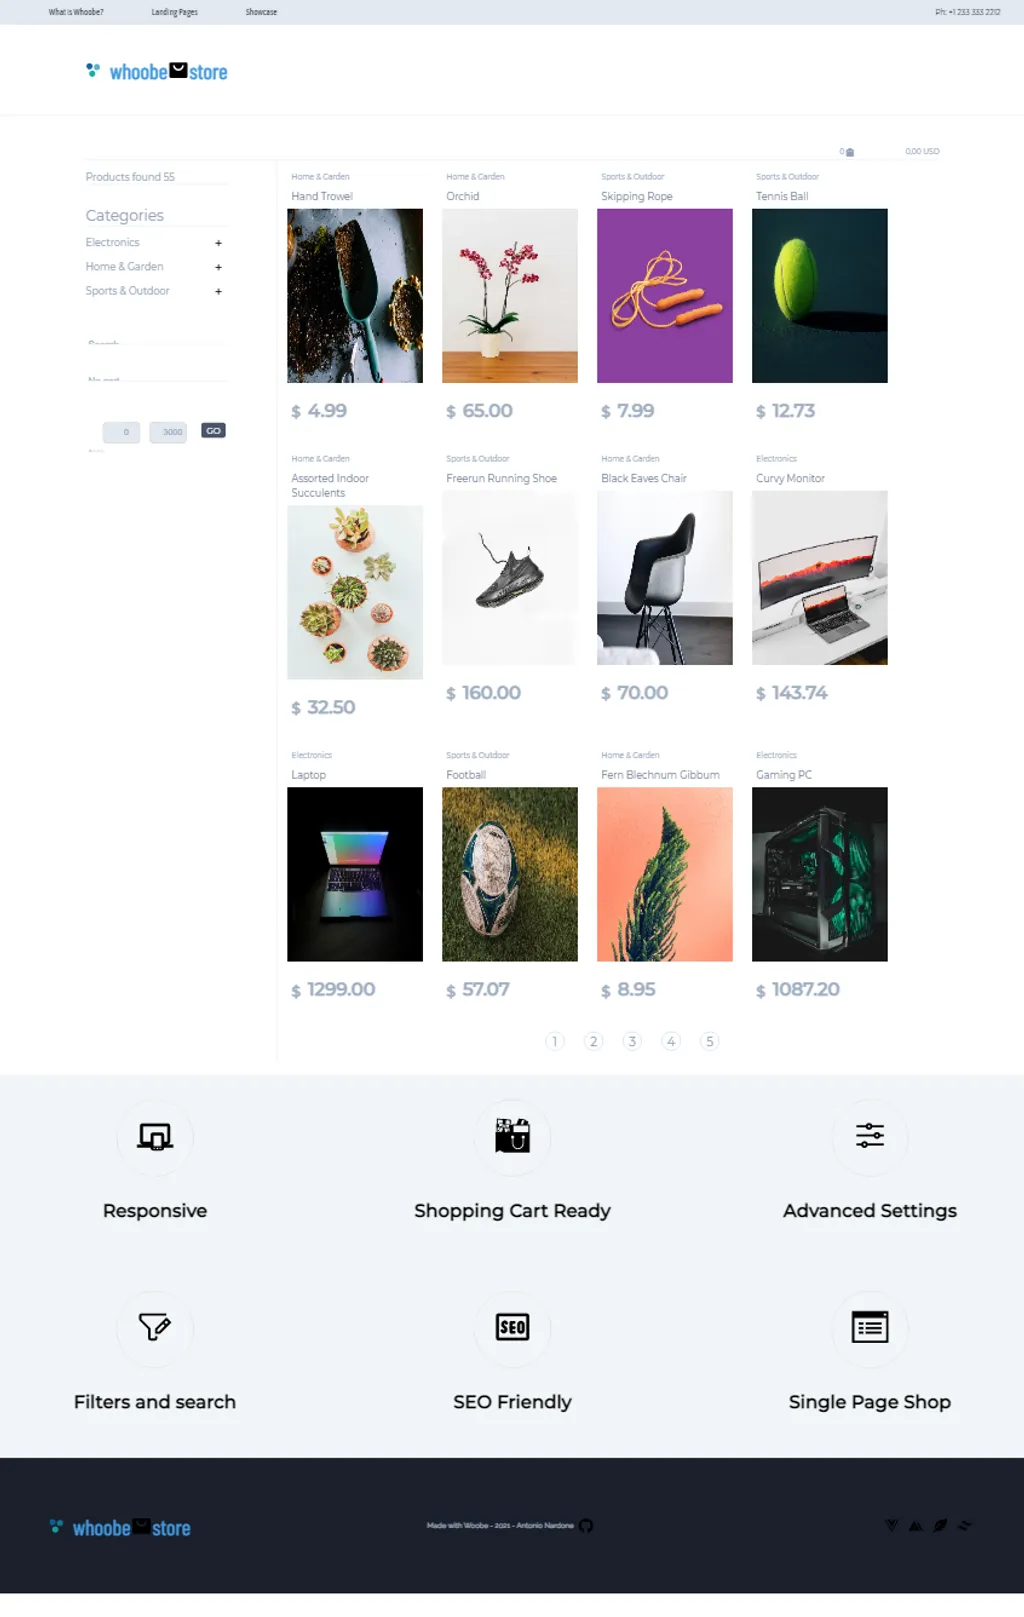 What is Whoobe?
Landing Pages
Showcase
Ph: +1 233 333 2212
whoobe store
0
0,00 USD
Products found 55
Categories
Electronics +
Home & Garden +
Sports & Outdoor +
Search
0
3000
GO
Home & Garden
Hand Trowel
$ 4.99
Home & Garden
Orchid
$ 65.00
Sports & Outdoor
Skipping Rope
$ 7.99
Sports & Outdoor
Tennis Ball
$ 12.73
Home & Garden
Assorted Indoor
Succulents
$ 32.50
Sports & Outdoor
Freerun Running Shoe
$ 160.00
Home & Garden
Black Eaves Chair
$ 70.00
Electronics
Curvy Monitor
$ 143.74
Electronics
Laptop
$ 1299.00
Sports & Outdoor
Football
$ 57.07
Home & Garden
Fern Blechnum Gibbum
$ 8.95
Electronics
Gaming PC
$ 1087.20
1
2
3
4
5
Responsive
Shopping Cart Ready
Advanced Settings
Filters and search
SEO
SEO Friendly
Single Page Shop
whoobe store
Made with Woobe - 2021 - Antonio Nardone